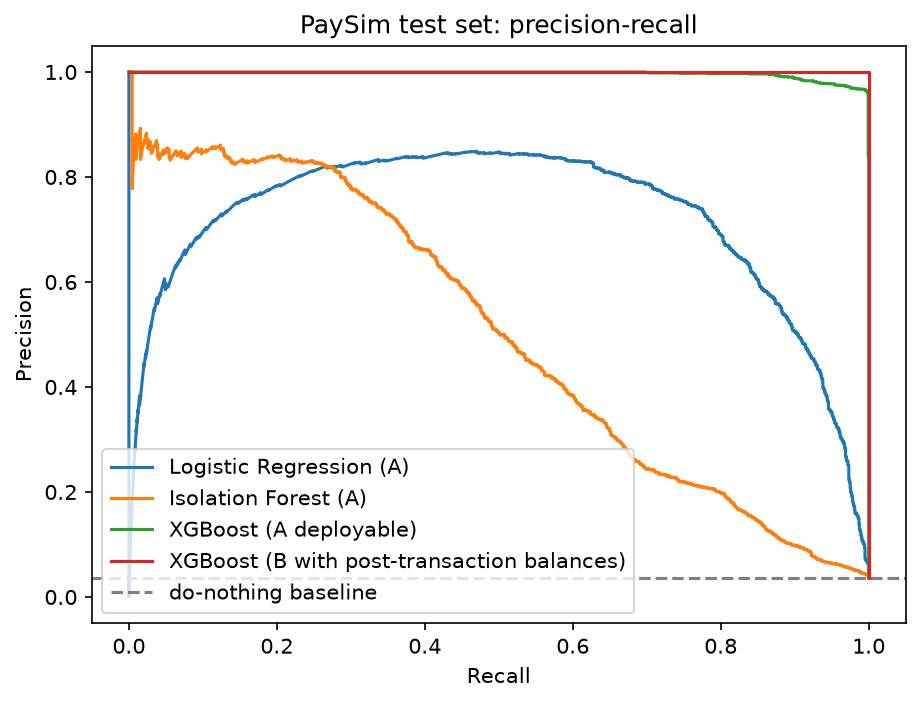 PaySim test set: precision-recall
Precision
1.0
0.8
0.6
0.4
0.2
0.0
Logistic Regression (A)
Isolation Forest (A)
XGBoost (A deployable)
XGBoost (B with post-transaction balances)
do-nothing baseline
0.0 0.2 0.4 0.6 0.8 1.0
Recall